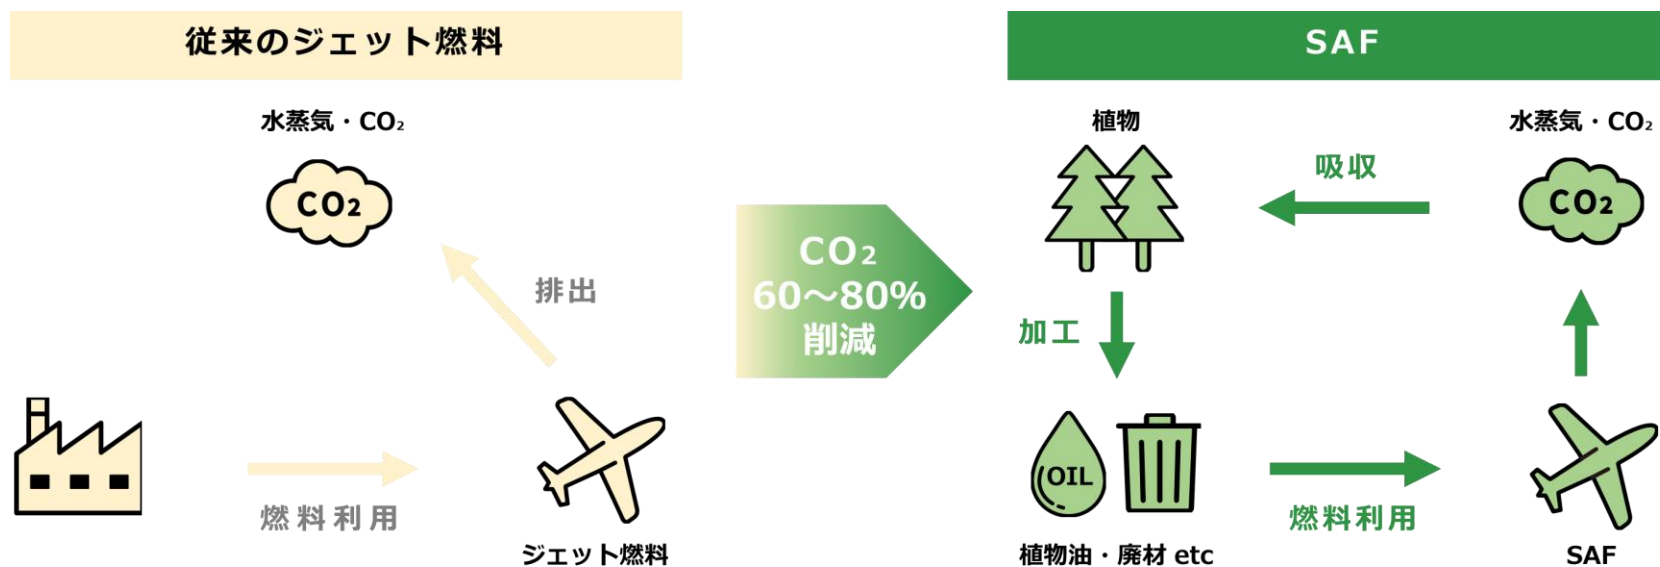 従来のジェット燃料
水蒸気・CO₂
CO2
排出
燃料利用
ジェット燃料
CO₂
60～80%
削減
SAF
植物
水蒸気・CO₂
吸収
CO2
加工
OIL
燃料利用
植物油・廃材 etc
SAF